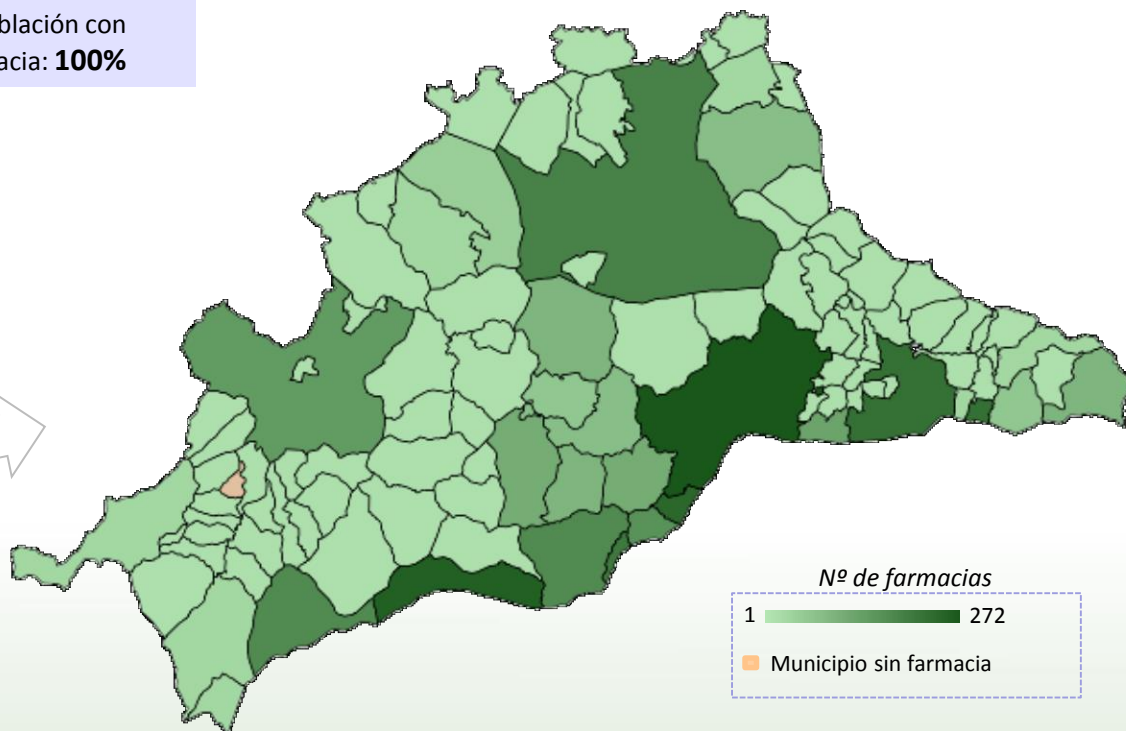 blación con
acia: 100%
Nº de farmacias
1 272
Municipio sin farmacia